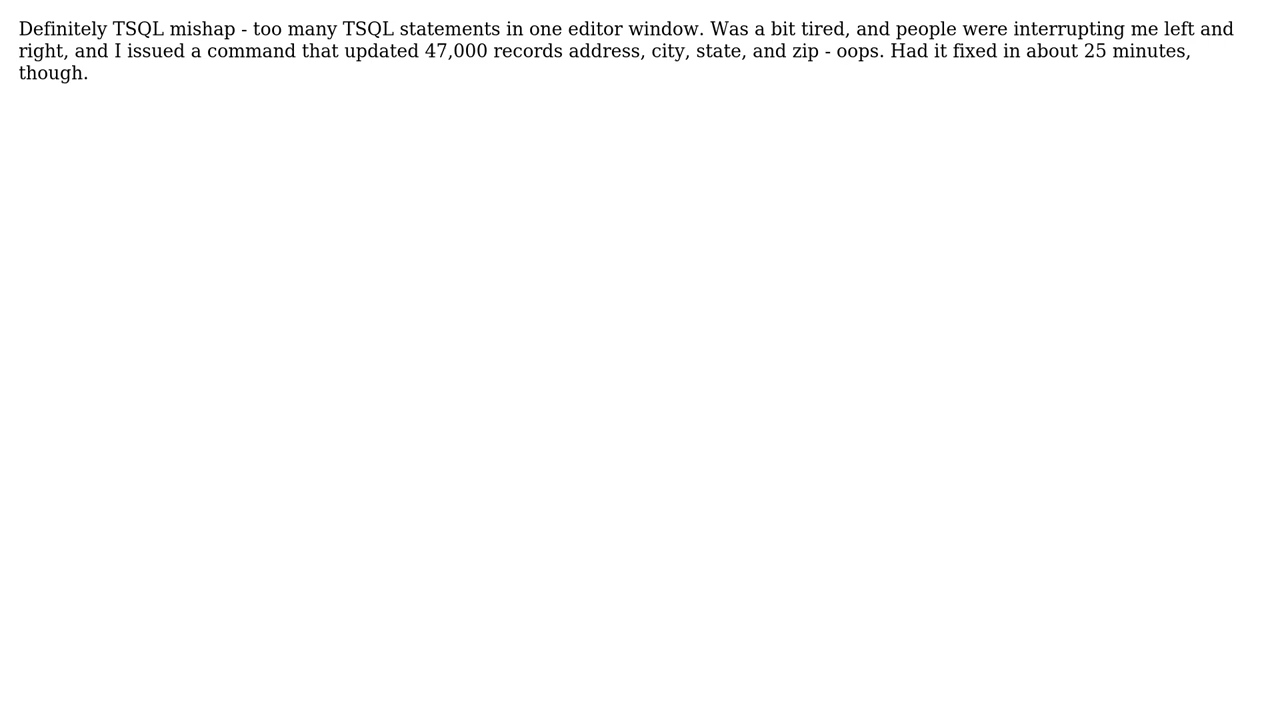 Definitely TSQL mishap - too many TSQL statements in one editor window. Was a bit tired, and people were interrupting me left and
right, and I issued a command that updated 47,000 records address, city, state, and zip - oops. Had it fixed in about 25 minutes,
though.